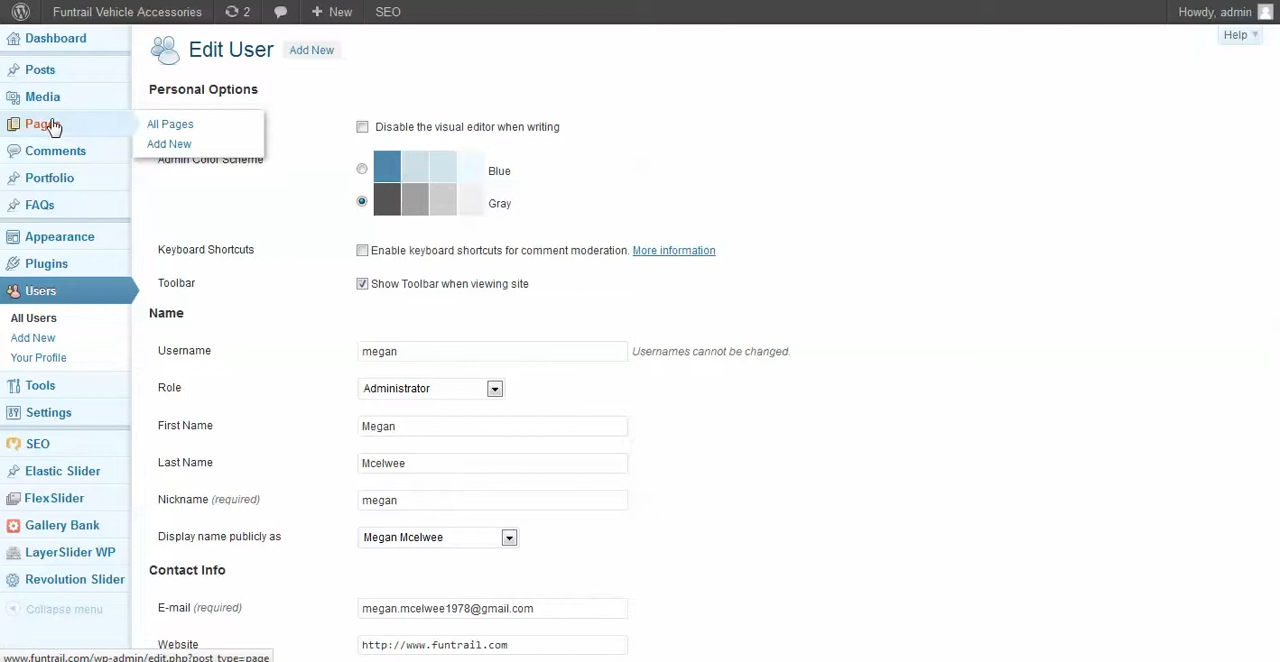 Funtrail Vehicle Accessories 2 New SEO Howdy, admin
Help
Dashboard
Posts
Media
Pages
All Pages
Add New
Comments
Portfolio
FAQs
Appearance
Plugins
Users
All Users
Add New
Your Profile
Tools
Settings
SEO
Elastic Slider
FlexSlider
Gallery Bank
LayerSlider WP
Revolution Slider
Collapse menu
Edit User Add New
Personal Options
Disable the visual editor when writing
Admin Color Scheme
Blue
Gray
Keyboard Shortcuts Enable keyboard shortcuts for comment moderation. More information
Toolbar Show Toolbar when viewing site
Name
Username megan Usernames cannot be changed.
Role Administrator
First Name Megan
Last Name Mcelwee
Nickname (required) megan
Display name publicly as Megan Mcelwee
Contact Info
E-mail (required) megan.mcelwee1978@gmail.com
Website http://www.funtrail.com
www.funtrail.com/wp-admin/edit.php?post_type=page